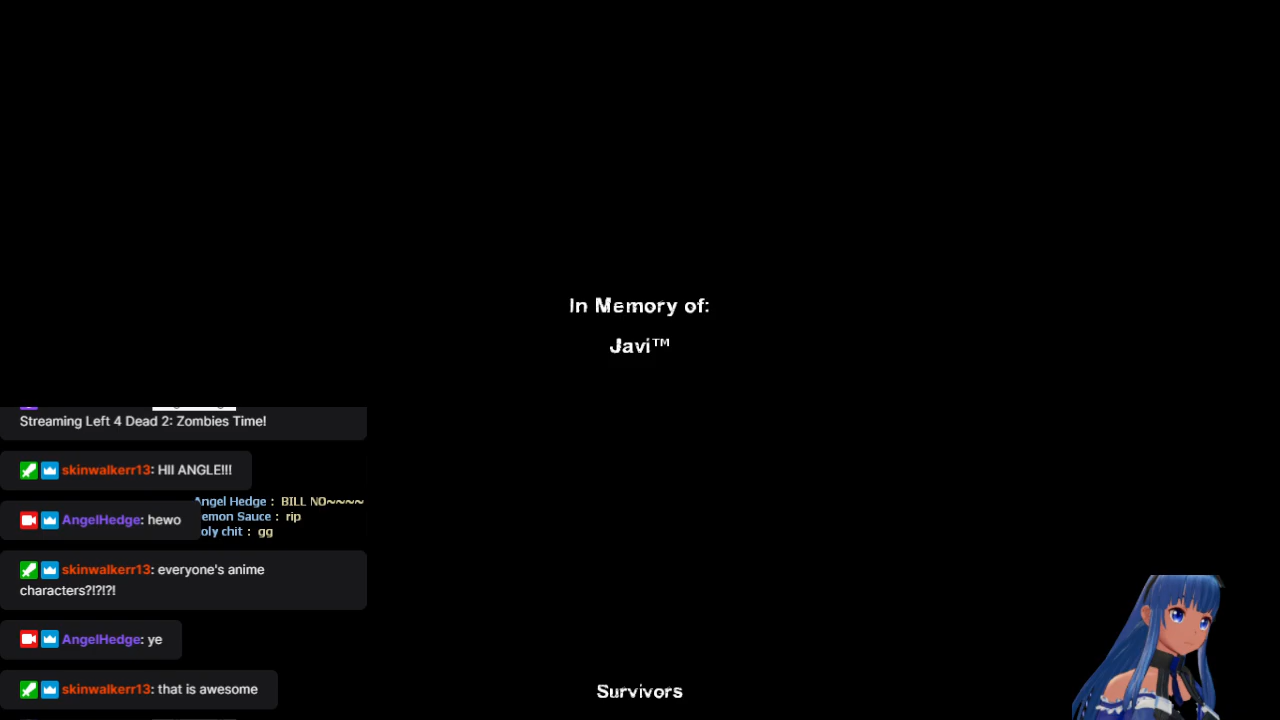 In Memory of:
Javi™
Streaming Left 4 Dead 2: Zombies Time!
skinwalkerr13: HII ANGLE!!!
Angel Hedge : BILL NO~~~~
emon Sauce : rip
oly chit : gg
AngelHedge: hewo
skinwalkerr13: everyone's anime
characters?!?!?!
AngelHedge: ye
skinwalkerr13: that is awesome
Survivors